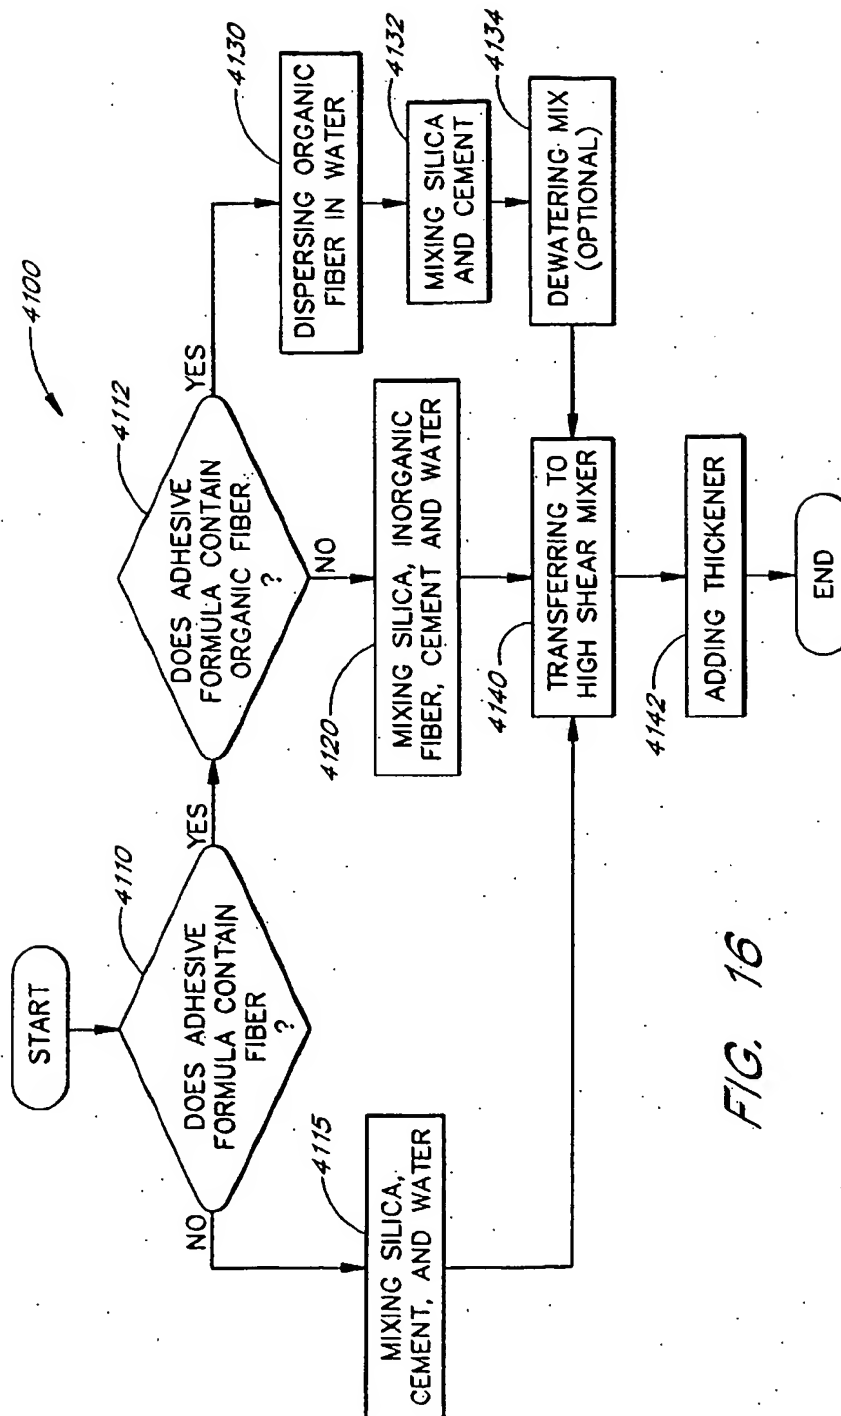 4100
START
4110
DOES ADHESIVE
FORMULA CONTAIN
FIBER
?
NO
YES
4112
DOES ADHESIVE
FORMULA CONTAIN
ORGANIC FIBER
?
YES
NO
4115
MIXING SILICA,
CEMENT, AND WATER
4120
MIXING SILICA, INORGANIC
FIBER, CEMENT AND WATER
4130
DISPERSING ORGANIC
FIBER IN WATER
4132
MIXING SILICA
AND CEMENT
4134
DEWATERING MIX
(OPTIONAL)
4140
TRANSFERRING TO
HIGH SHEAR MIXER
4142
ADDING THICKENER
END
FIG. 16